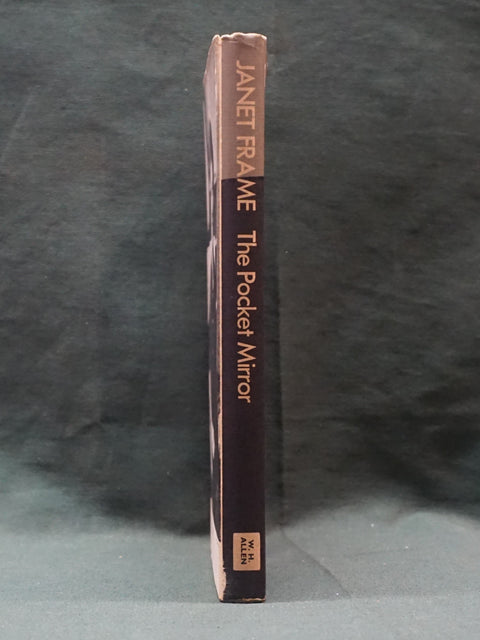 JANET FRAME The Pocket Mirror
W. H.
ALLEN